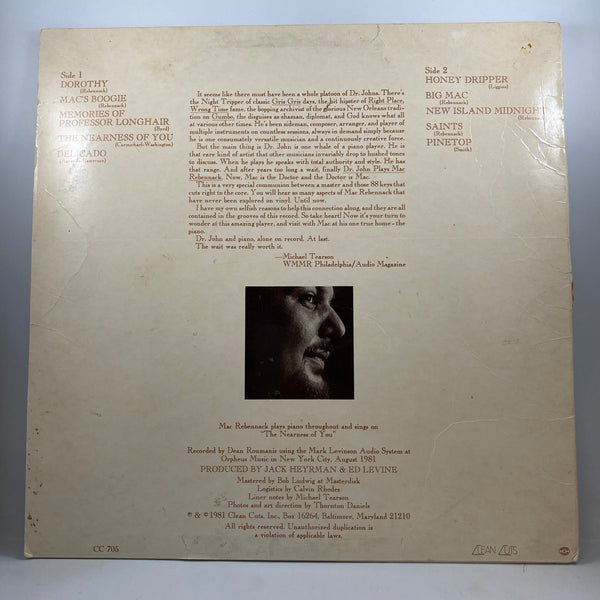 Side 1
DOROTHY
(Rebennack)
MAC'S BOOGIE
(Rebennack)
MEMORIES OF
PROFESSOR LONGHAIR
(Byrd)
THE NEARNESS OF YOU
(Carmichael-Washington)
DELICADO
It seems like there must have been a whole platoon of Dr. Johns. There's
the Night Tripper of classic Gris Gris days, the hit hipster of Right Place,
Wrong Time fame, the bopping archivist of the glorious New Orleans tradition
on Gumbo, the disguises as shaman, diplomat, and God knows what all
at various other times. He's been sideman, composer, arranger, and player of
multiple instruments on countless sessions, always in demand simply because
he is one consummately versatile musician and a continuously creative force.
But the main thing is Dr. John is one whale of a piano player. He is
that rare kind of artist that other musicians invariably drop to hushed tones
to discuss. When he plays he speaks with total authority and style. He has
that range. And after years too long a wait, finally Dr. John Plays Mac
Rebennack. Now, Mac is the Doctor and the Doctor is Mac.
This is a very special communion between a master and those 88 keys that
cuts right to the core. You will hear so many aspects of Mac Rebennack that
have never been explored on vinyl. Until now.
I have my own selfish reasons to help this connection along, and they are all
contained in the grooves of this record. So take heart! Now it's your turn to
wonder at this amazing player, and visit with Mac at his one true home–the
piano.
Dr. John and piano, alone on record. At last.
The wait was really worth it.
—Michael Tearson
WMMR Philadelphia/Audio Magazine
Side 2
HONEY DRIPPER
(Liggins)
BIG MAC
(Rebennack)
NEW ISLAND MIDNIGHT
(Rebennack)
SAINTS
(Rebennack)
PINETOP
(Smith)
Mac Rebennack plays piano throughout and sings on
"The Nearness of You"
Recorded by Dean Roumanis using the Mark Levinson Audio System at
Orpheus Music in New York City, August 1981
PRODUCED BY JACK HEYRMAN & ED LEVINE
Mastered by Bob Ludwig at Masterdisk
Logistics by Calvin Rhodes
Liner notes by Michael Tearson
Photos and art direction by Thornton Daniels
℗ & ©1981 Clean Cuts, Inc., Box 16264, Baltimore, Maryland 21210
All rights reserved. Unauthorized duplication is
a violation of applicable laws.
CC 705
CLEAN CUTS